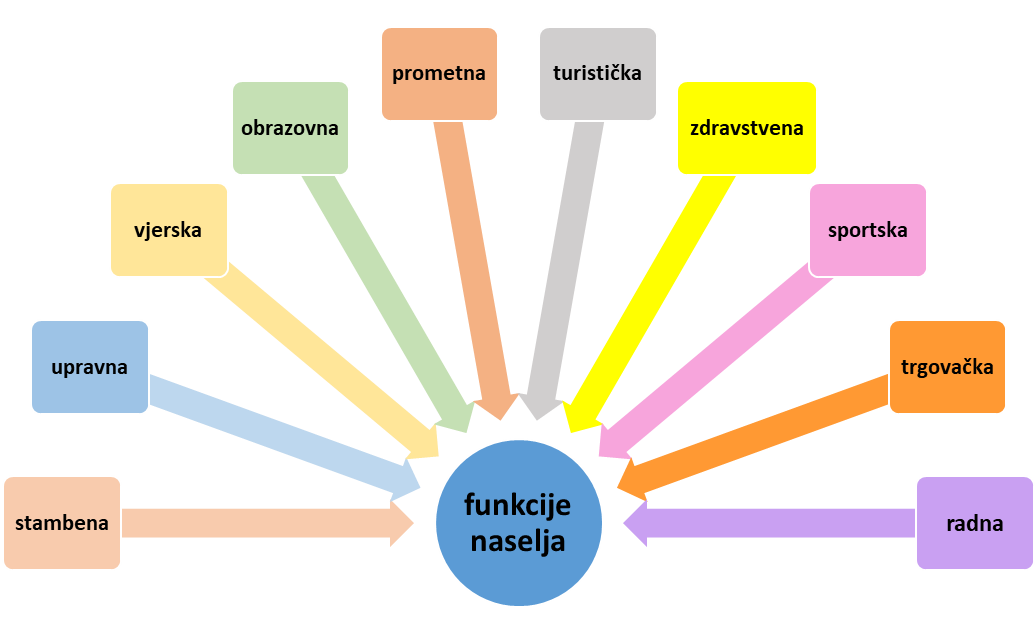 prometna
turistička
obrazovna
zdravstvena
vjerska
sportska
upravna
trgovačka
stambena
funkcije
naselja
radna